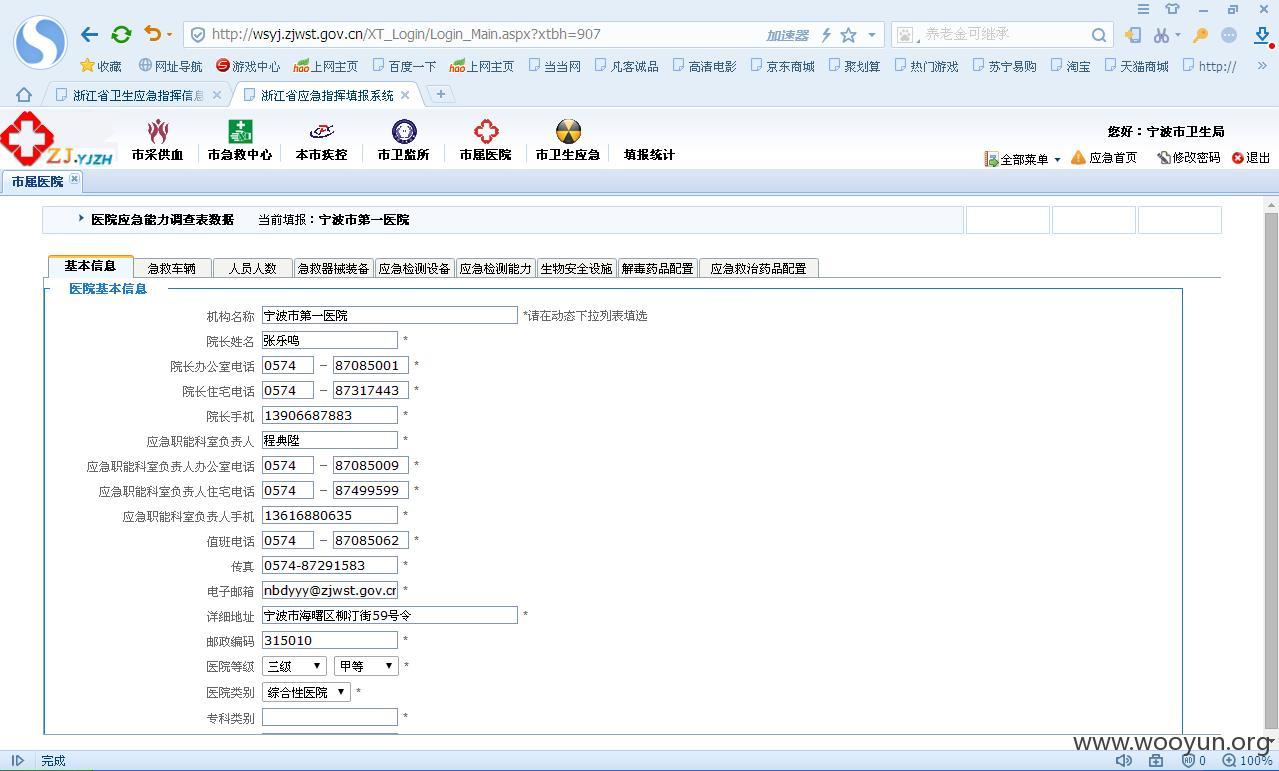 http://wsyj.zjwst.gov.cn/XT_Login/Login_Main.aspx?xtbh=907 加速器 养老金可继承
收藏 网址导航 游戏中心 上网主页 百度一下 上网主页 当当网 凡客诚品 高清电影 京东商城 聚划算 热门游戏 苏宁易购 淘宝 天猫商城 http://
浙江省卫生应急指挥信息 浙江省应急指挥填报系统
ZJ.YJZH
市采供血 市急救中心 本市疾控 市卫监所 市属医院 市卫生应急 填报统计
您好：宁波市卫生局
全部菜单 应急首页 修改密码 退出
市属医院
医院应急能力调查表数据 当前填报：宁波市第一医院
基本信息 急救车辆 人员人数 急救器械装备 应急检测设备 应急检测能力 生物安全设施 解毒药品配置 应急救治药品配置
医院基本信息
机构名称 宁波市第一医院 *请在动态下拉列表填选
院长姓名 张乐鸣 *
院长办公室电话 0574 - 87085001 *
院长住宅电话 0574 - 87317443 *
院长手机 13906687883 *
应急职能科室负责人 程典陞 *
应急职能科室负责人办公室电话 0574 - 87085009 *
应急职能科室负责人住宅电话 0574 - 87499599 *
应急职能科室负责人手机 13616880635 *
值班电话 0574 - 87085062 *
传真 0574-87291583 *
电子邮箱 nbdyyy@zjwst.gov.cn *
详细地址 宁波市海曙区柳汀街59号令 *
邮政编码 315010 *
医院等级 三级 甲等 *
医院类别 综合性医院 *
专科类别 *
www.wooyun.org
完成 0 100%